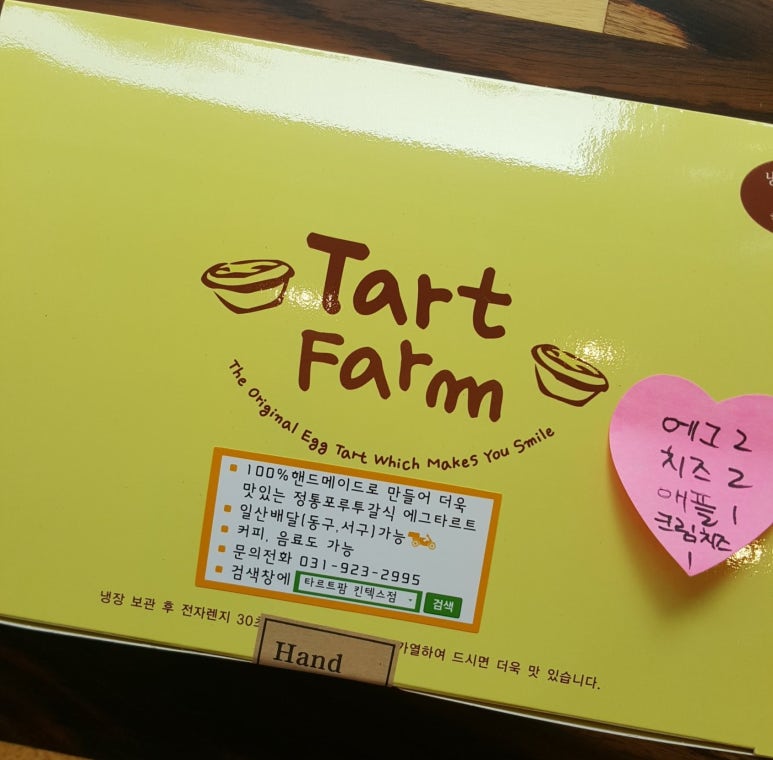 Tart
Farm
The Original Egg Tart Which Makes You Smile
100%핸드메이드로 만들어 더욱
맛있는 정통포루투갈식 에그타르트
일산배달(동구,서구)가능
커피, 음료도 가능
문의전화 031-923-2995
검색창에 타르트팜 킨텍스점 검색
냉장 보관 후 전자렌지 30초 가열하여 드시면 더욱 맛 있습니다.
Hand
에그 2
치즈 2
애플 1
크림치즈
1